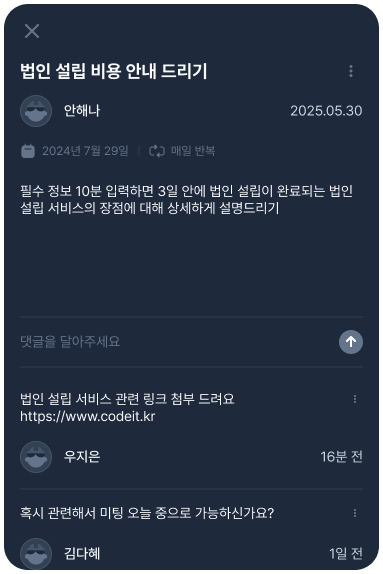 법인 설립 비용 안내 드리기
안해나 2025.05.30
2024년 7월 29일 | 매일 반복
필수 정보 10분 입력하면 3일 안에 법인 설립이 완료되는 법인
설립 서비스의 장점에 대해 상세하게 설명드리기
댓글을 달아주세요
법인 설립 서비스 관련 링크 첨부 드려요
https://www.codeit.kr
우지은 16분 전
혹시 관련해서 미팅 오늘 중으로 가능하신가요?
김다혜 1일 전